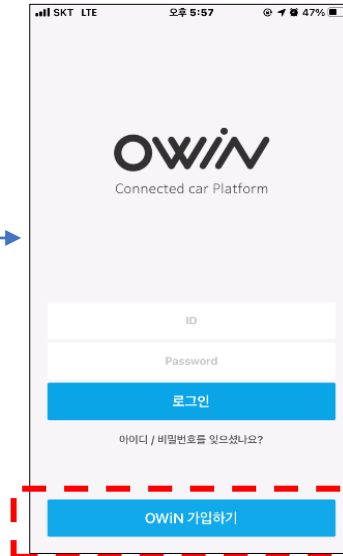 SKT LTE 오후 5:57 47%
OWiN
Connected car Platform
ID
Password
로그인
아이디 / 비밀번호를 잊으셨나요?
OWiN 가입하기